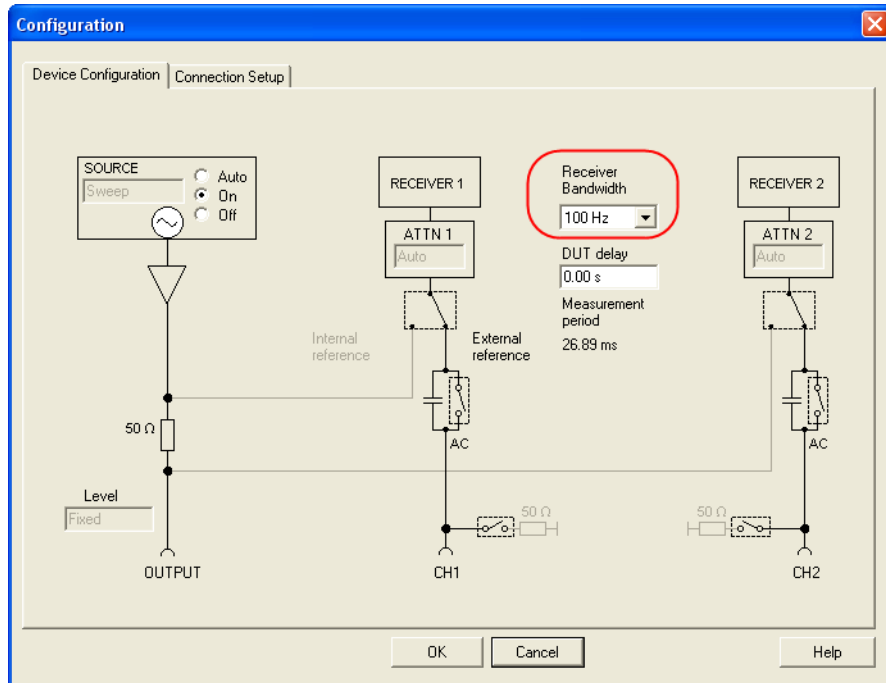 Configuration
Device Configuration
Connection Setup
SOURCE
Sweep
Auto
On
Off
RECEIVER 1
ATTN 1
Auto
Receiver
Bandwidth
100 Hz
DUT delay
0.00 s
Measurement
period
26.89 ms
RECEIVER 2
ATTN 2
Auto
Internal
reference
External
reference
50 Ω
AC
AC
Level
Fixed
50 Ω
50 Ω
OUTPUT
CH1
CH2
OK
Cancel
Help